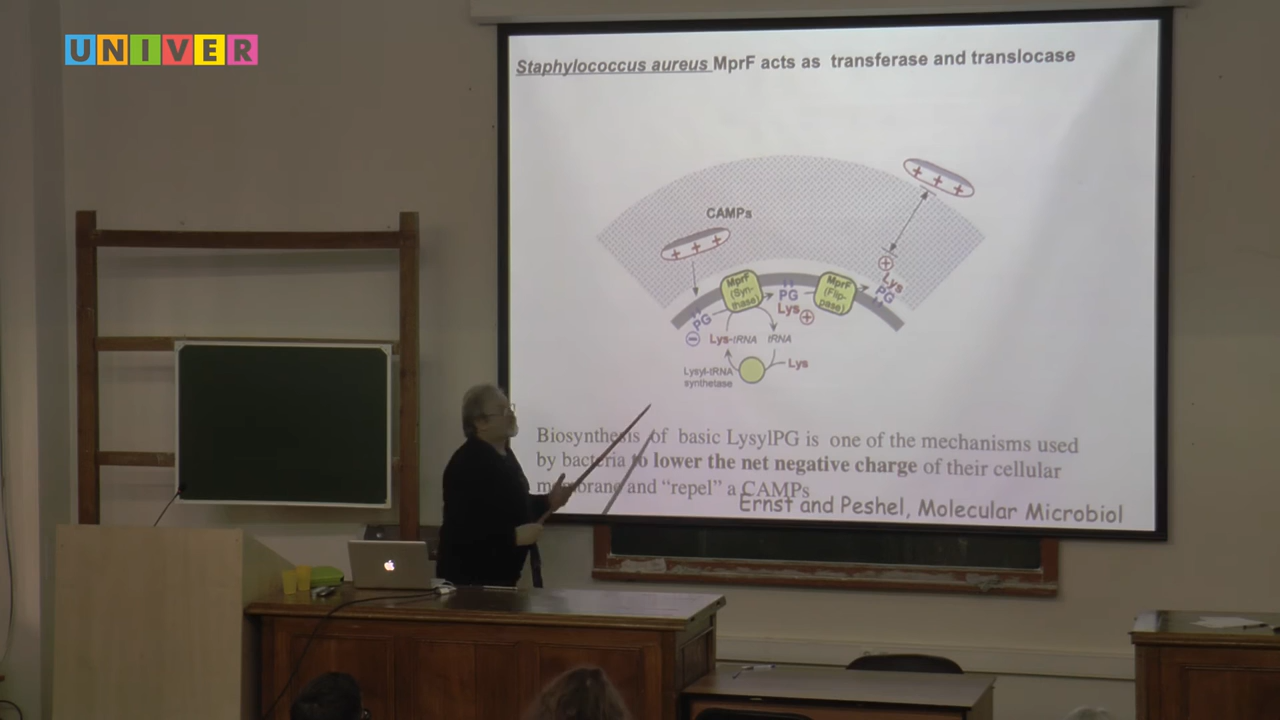 UNIVER
Staphylococcus aureus MprF acts as transferase and translocase
CAMPs
MprF
(Syn-
thase)
PG
Lys
MprF
(Flip-
pase)
Lys
PG
PG
Lys-tRNA
tRNA
Lysyl-tRNA
synthetase
Lys
Biosynthesis of basic LysylPG is one of the mechanisms used
by bacteria to lower the net negative charge of their cellular
membrane and “repel” a CAMPs
Ernst and Peshel, Molecular Microbiol